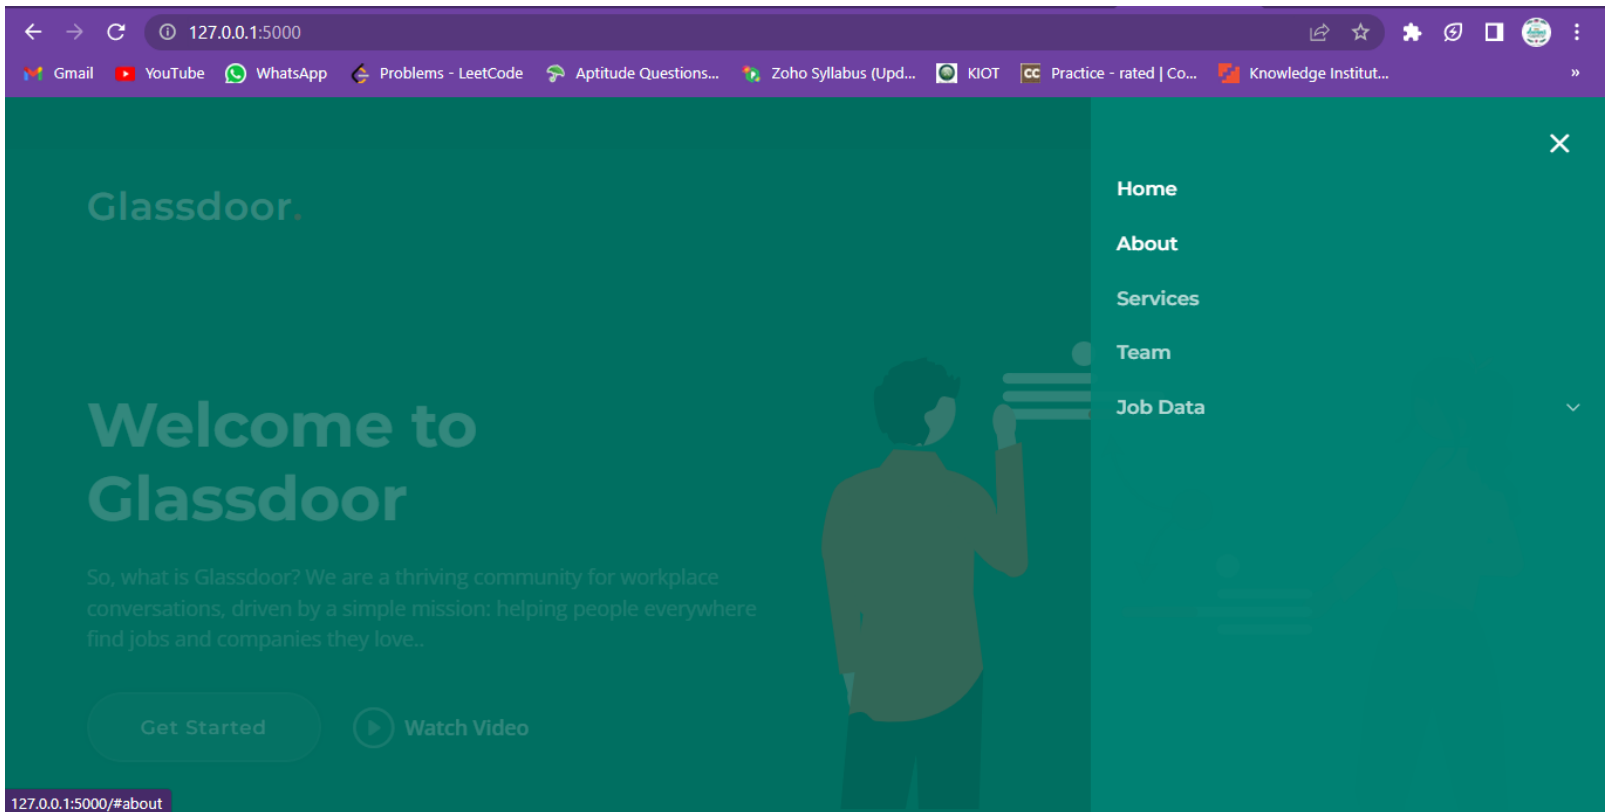 127.0.0.1:5000
Gmail YouTube WhatsApp Problems - LeetCode Aptitude Questions... Zoho Syllabus (Upd... KIOT CC Practice - rated | Co... Knowledge Institut... »
Glassdoor.
Welcome to
Glassdoor
So, what is Glassdoor? We are a thriving community for workplace
conversations, driven by a simple mission: helping people everywhere
find jobs and companies they love..
Get Started Watch Video
Home
About
Services
Team
Job Data
127.0.0.1:5000/#about